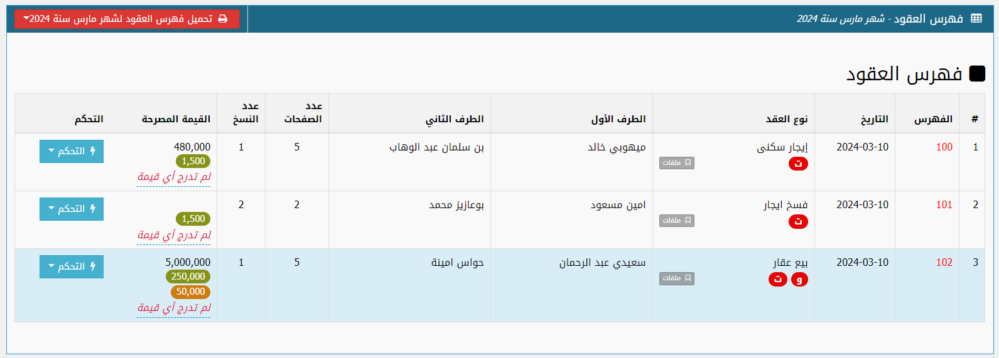 فهرس العقود - شهر مارس سنة 2024
تحميل فهرس العقود لشهر مارس سنة 2024
فهرس العقود
# الفهرس التاريخ نوع العقد الطرف الأول الطرف الثاني عدد الصفحات عدد النسخ القيمة المصرحة التحكم
1 100 2024-03-10 إيجار سكنى ميهوبي خالد بن سلمان عبد الوهاب 5 1 480,000 التحكم
ت ملفات 1,500
لم تدرج أي قيمة
2 101 2024-03-10 فسخ ايجار امين مسعود بوعازيز محمد 2 2 التحكم
ت ملفات 1,500
لم تدرج أي قيمة
3 102 2024-03-10 بيع عقار سعيدي عبد الرحمان حواس امينة 5 1 5,000,000 التحكم
و ت ملفات 250,000
50,000
لم تدرج أي قيمة